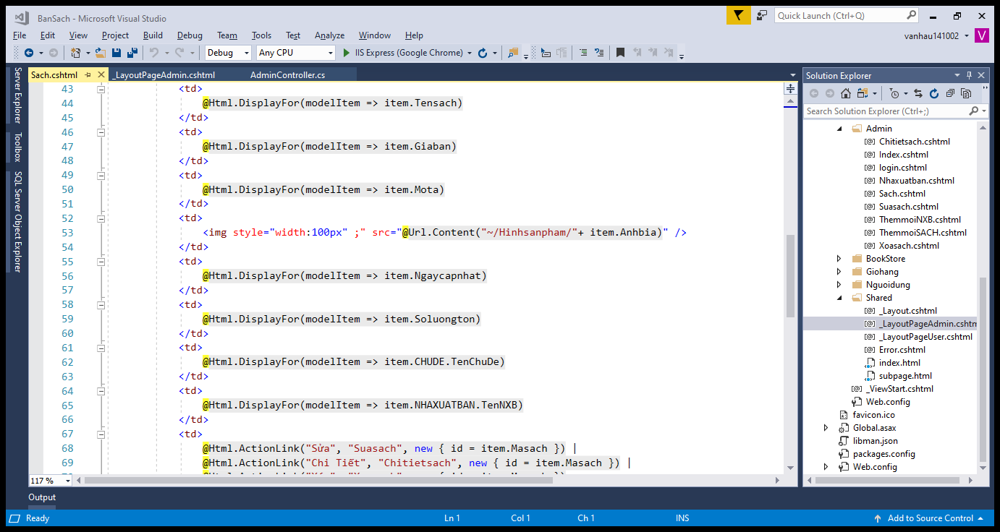 BanSach - Microsoft Visual Studio
Quick Launch (Ctrl+Q)
File Edit View Project Build Debug Team Tools Test Analyze Window Help
vanhau141002 V
Debug Any CPU IIS Express (Google Chrome)
Server Explorer
Toolbox
SQL Server Object Explorer
Sach.cshtml _LayoutPageAdmin.cshtml AdminController.cs
43 <td>
44 @Html.DisplayFor(modelItem => item.Tensach)
45 </td>
46 <td>
47 @Html.DisplayFor(modelItem => item.Giaban)
48 </td>
49 <td>
50 @Html.DisplayFor(modelItem => item.Mota)
51 </td>
52 <td>
53 <img style="width:100px" ;" src="@Url.Content("~/Hinhsanpham/"+ item.Anhbia)" />
54 </td>
55 <td>
56 @Html.DisplayFor(modelItem => item.Ngaycapnhat)
57 </td>
58 <td>
59 @Html.DisplayFor(modelItem => item.Soluongton)
60 </td>
61 <td>
62 @Html.DisplayFor(modelItem => item.CHUDE.TenChuDe)
63 </td>
64 <td>
65 @Html.DisplayFor(modelItem => item.NHAXUATBAN.TenNXB)
66 </td>
67 <td>
68 @Html.ActionLink("Sửa", "Suasach", new { id = item.Masach }) |
69 @Html.ActionLink("Chi Tiết", "Chitietsach", new { id = item.Masach }) |
117 %
Solution Explorer
Search Solution Explorer (Ctrl+;)
Admin
Chitietsach.cshtml
Index.cshtml
login.cshtml
Nhaxuatban.cshtml
Sach.cshtml
Suasach.cshtml
ThemmoiNXB.cshtml
ThemmoiSACH.cshtml
Xoasach.cshtml
BookStore
Giohang
Nguoidung
Shared
_Layout.cshtml
_LayoutPageAdmin.cshtm
_LayoutPageUser.cshtml
Error.cshtml
index.html
subpage.html
_ViewStart.cshtml
Web.config
favicon.ico
Global.asax
libman.json
packages.config
Web.config
Output
Ready Ln 1 Col 1 Ch 1 INS Add to Source Control